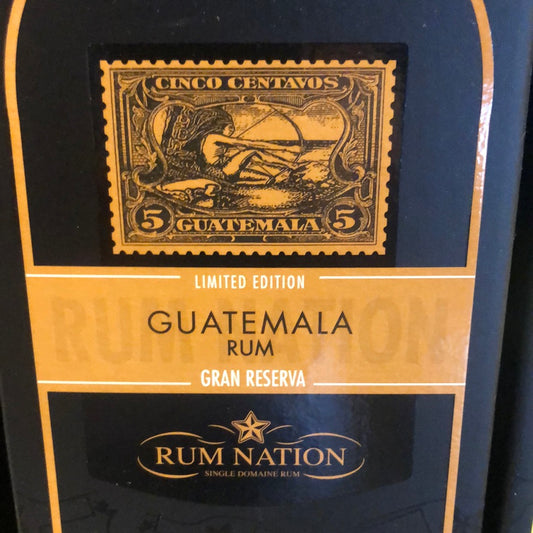 CINCO CENTAVOS
5 GUATEMALA 5
LIMITED EDITION
RUM NATION
GUATEMALA
RUM
GRAN RESERVA
RUM NATION
SINGLE DOMAINE RUM